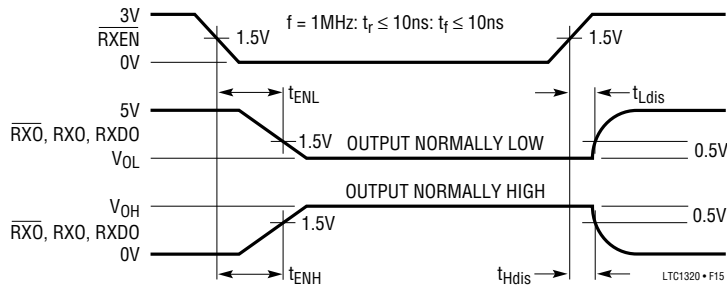 3V
RXEN
0V
1.5V
f = 1MHz: tr ≤ 10ns: tf ≤ 10ns
1.5V
tENL
tLdis
5V
RXO, RXO, RXDO
VOL
1.5V
OUTPUT NORMALLY LOW
0.5V
OUTPUT NORMALLY HIGH
VOH
RXO, RXO, RXDO
0V
1.5V
0.5V
tENH
tHdis
LTC1320 • F15